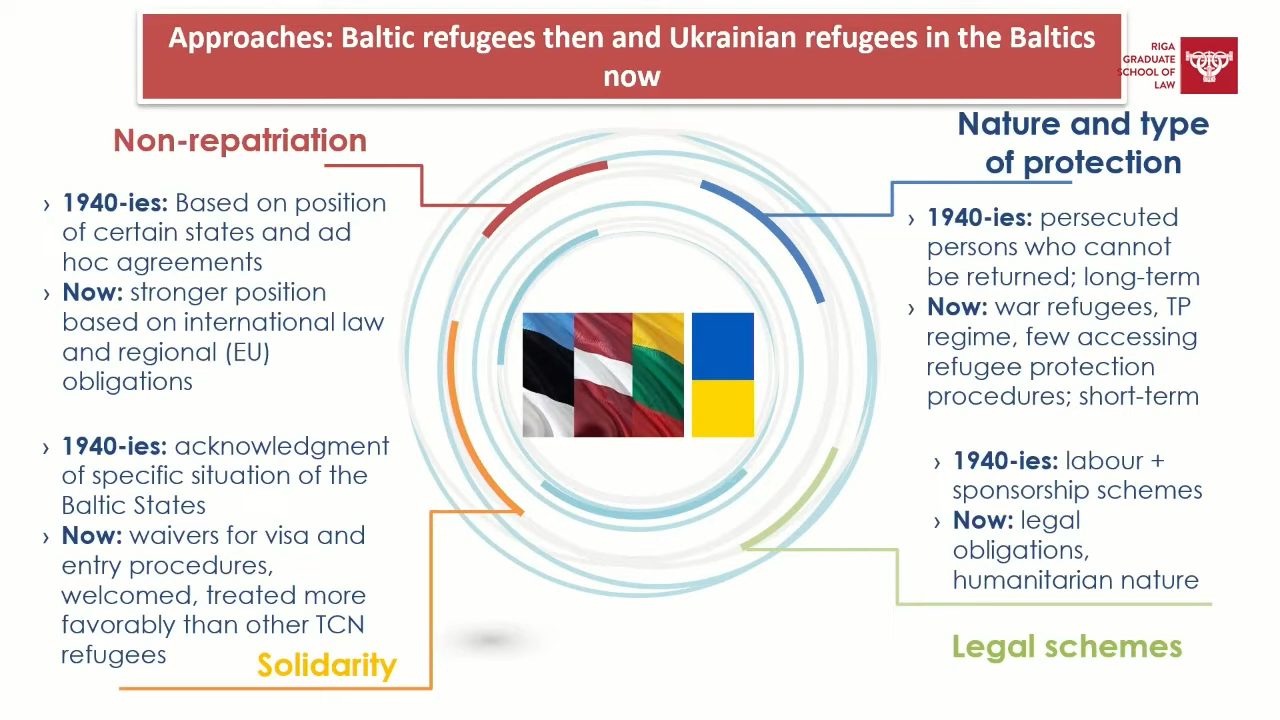 Approaches: Baltic refugees then and Ukrainian refugees in the Baltics
now
RIGA
GRADUATE
SCHOOL OF
LAW
Non-repatriation
› 1940-ies: Based on position
of certain states and ad
hoc agreements
› Now: stronger position
based on international law
and regional (EU)
obligations
Nature and type
of protection
› 1940-ies: persecuted
persons who cannot
be returned; long-term
› Now: war refugees, TP
regime, few accessing
refugee protection
procedures; short-term
› 1940-ies: acknowledgment
of specific situation of the
Baltic States
› Now: waivers for visa and
entry procedures,
welcomed, treated more
favorably than other TCN
refugees
Solidarity
› 1940-ies: labour +
sponsorship schemes
› Now: legal
obligations,
humanitarian nature
Legal schemes